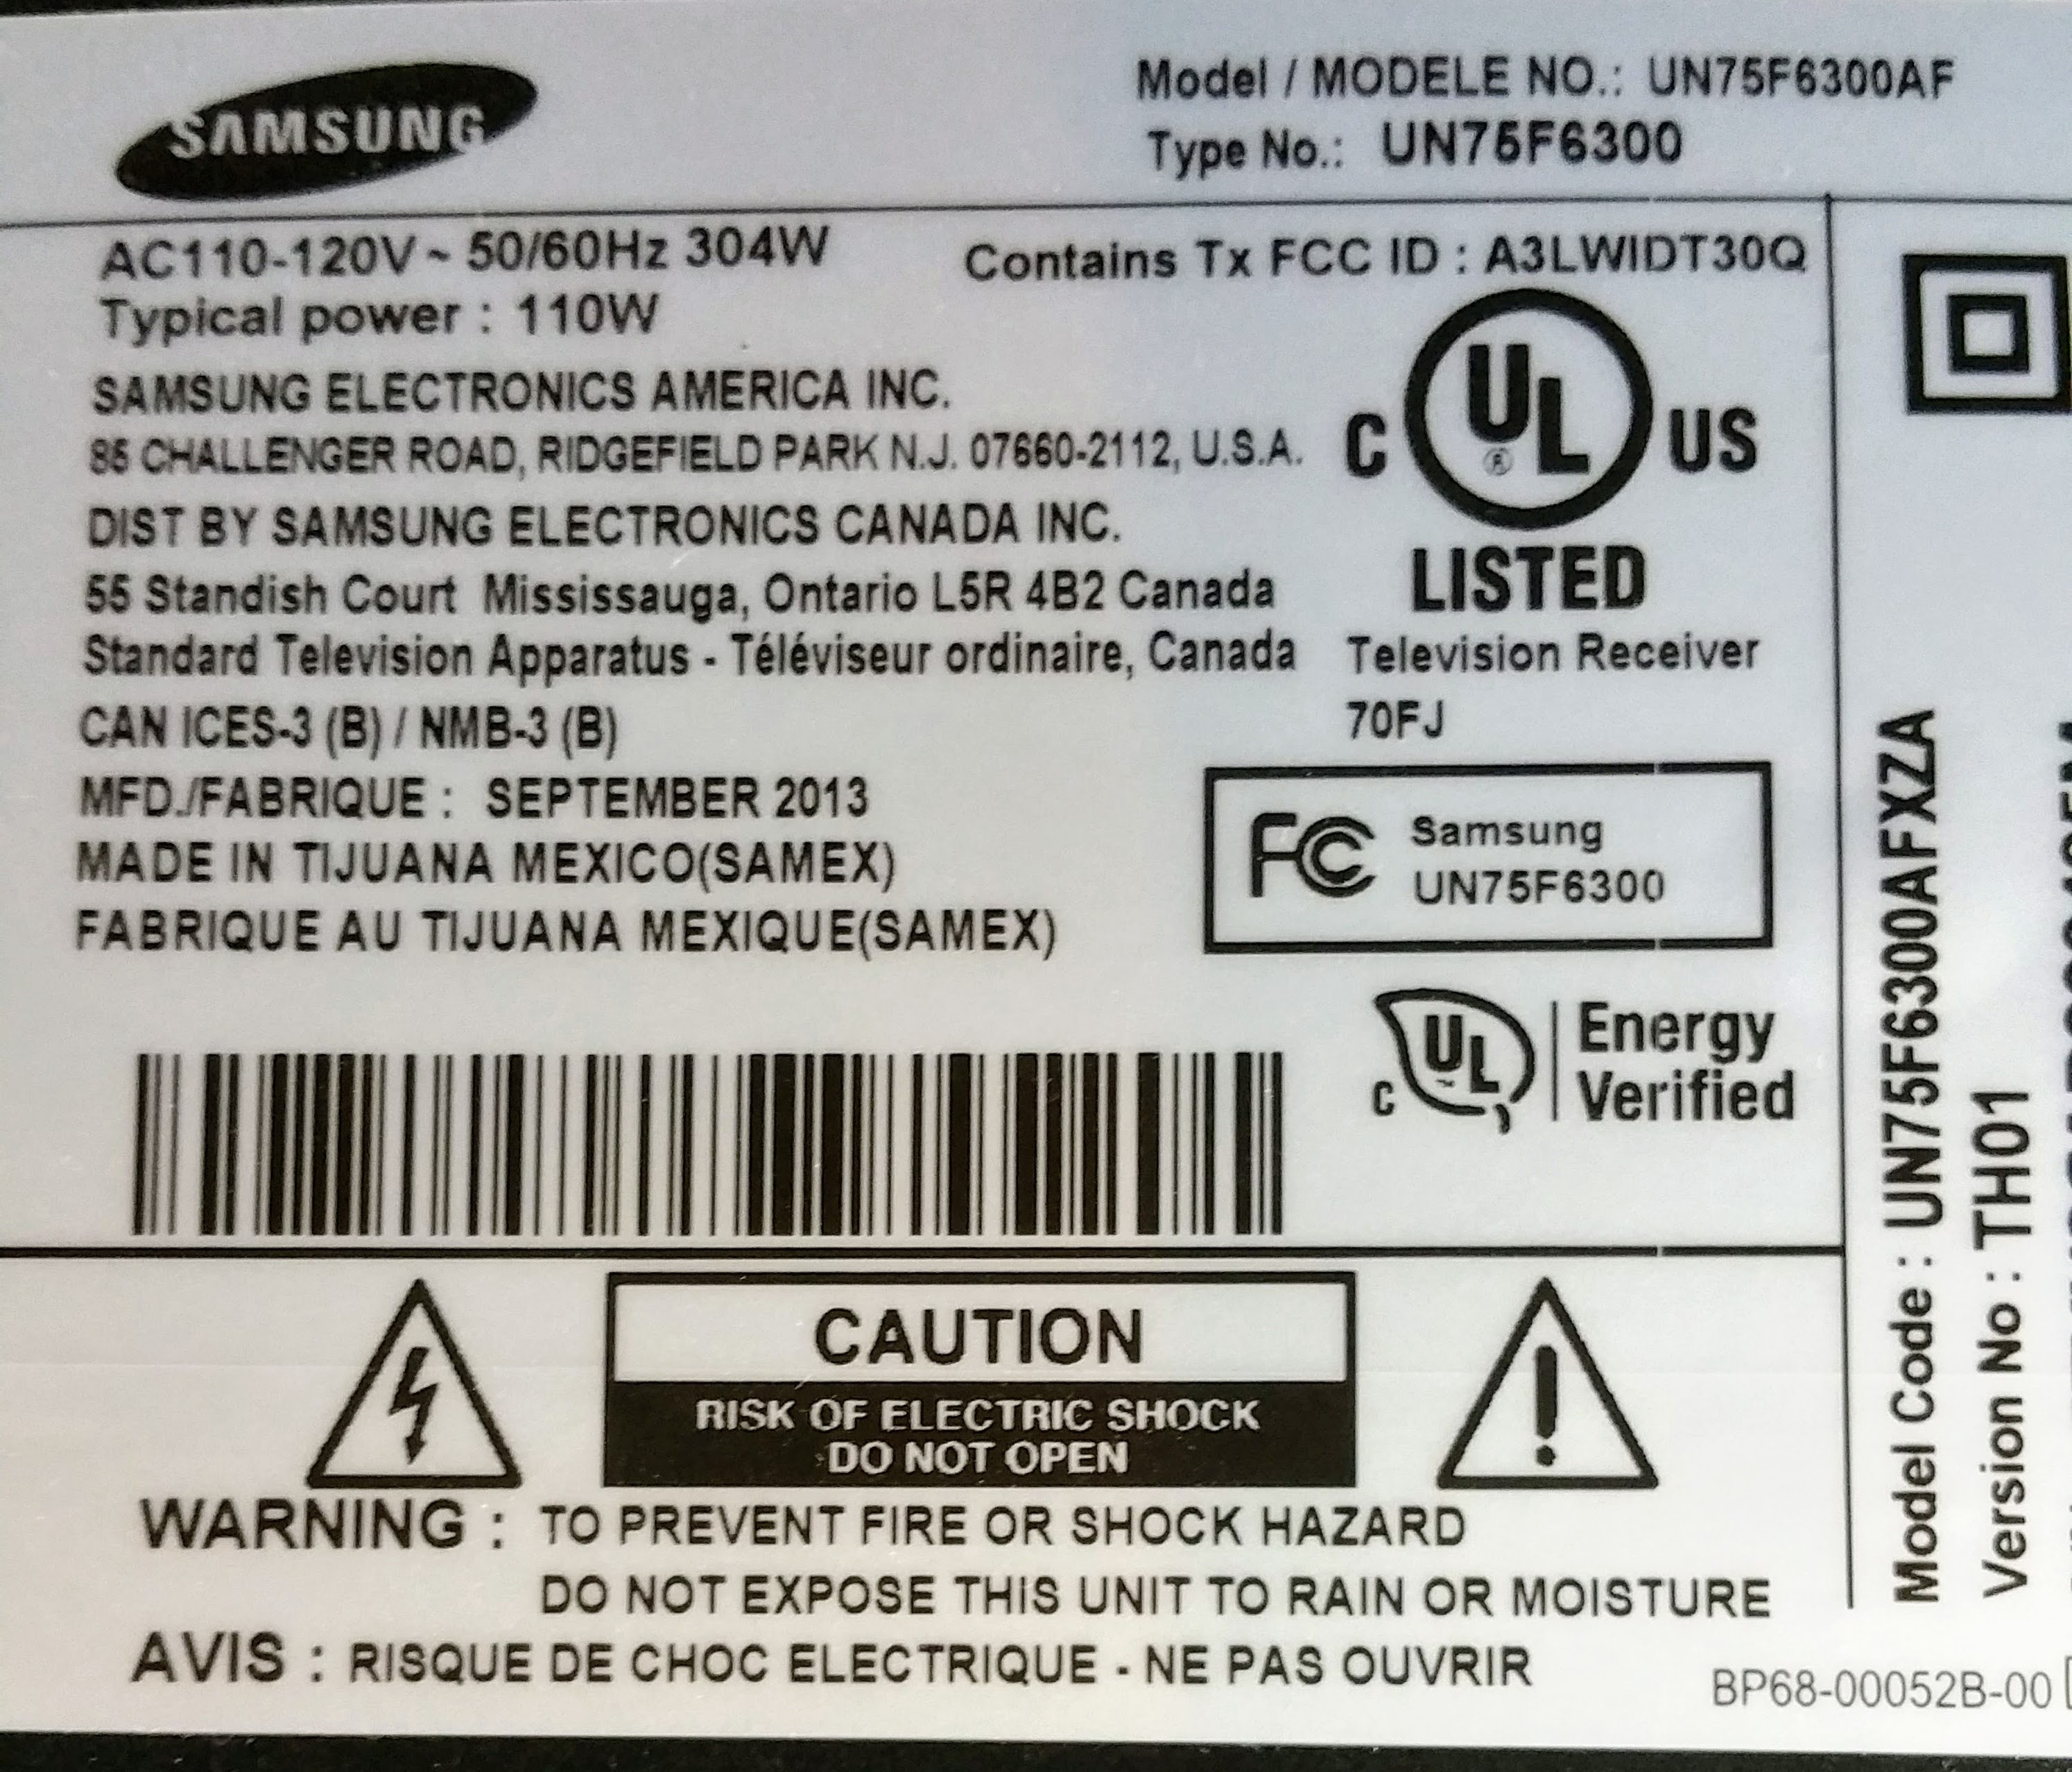 SAMSUNG
Model / MODELE NO.: UN75F6300AF
Type No.: UN75F6300
AC110-120V ~ 50/60Hz 304W
Contains Tx FCC ID : A3LWIDT30Q
Typical power : 110W
SAMSUNG ELECTRONICS AMERICA INC.
85 CHALLENGER ROAD, RIDGEFIELD PARK N.J. 07660-2112, U.S.A.
DIST BY SAMSUNG ELECTRONICS CANADA INC.
55 Standish Court Mississauga, Ontario L5R 4B2 Canada
Standard Television Apparatus - Téléviseur ordinaire, Canada
CAN ICES-3 (B) / NMB-3 (B)
MFD./FABRIQUE : SEPTEMBER 2013
MADE IN TIJUANA MEXICO(SAMEX)
FABRIQUE AU TIJUANA MEXIQUE(SAMEX)
C UL ® US
LISTED
Television Receiver
70FJ
FC Samsung
UN75F6300
C UL Energy
Verified
CAUTION
RISK OF ELECTRIC SHOCK
DO NOT OPEN
WARNING : TO PREVENT FIRE OR SHOCK HAZARD
DO NOT EXPOSE THIS UNIT TO RAIN OR MOISTURE
AVIS : RISQUE DE CHOC ELECTRIQUE - NE PAS OUVRIR
Model Code : UN75F6300AFXZA
Version No : TH01
BP68-00052B-00